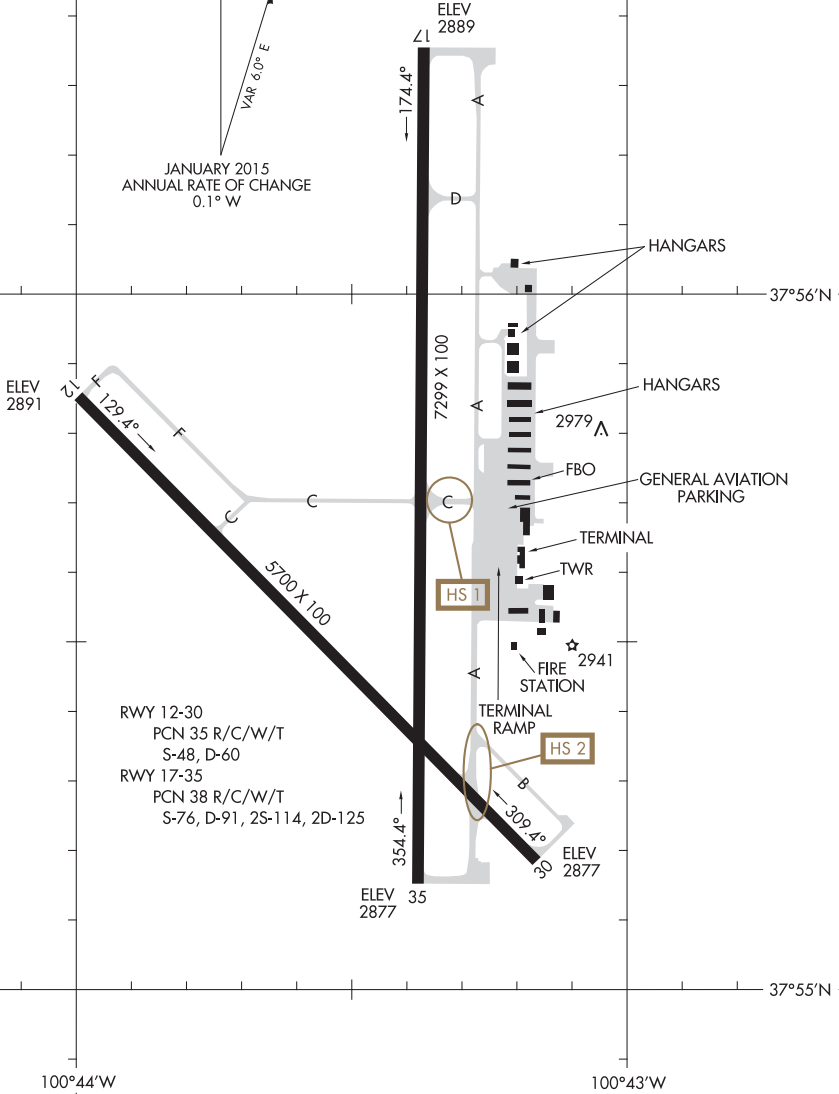 ELEV
2889
17
VAR 6.0° E
174.4°
A
JANUARY 2015
ANNUAL RATE OF CHANGE
0.1° W
D
HANGARS
37°56'N
7299 X 100
ELEV
2891
12
F
129.4°
F
A
HANGARS
2979
FBO
GENERAL AVIATION
PARKING
C
C
C
TERMINAL
TWR
5700 X 100
HS 1
2941
FIRE
STATION
A
TERMINAL
RAMP
RWY 12-30
PCN 35 R/C/W/T
S-48, D-60
RWY 17-35
PCN 38 R/C/W/T
S-76, D-91, 2S-114, 2D-125
HS 2
B
309.4°
354.4°
ELEV
2877
30
ELEV
2877
35
37°55'N
100°44'W
100°43'W